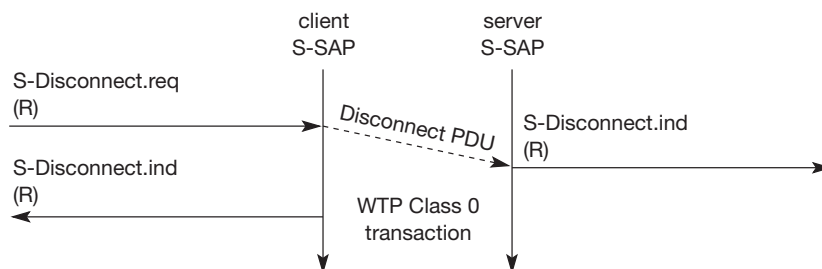 client
S-SAP
server
S-SAP
S-Disconnect.req
(R)
Disconnect PDU
S-Disconnect.ind
(R)
S-Disconnect.ind
(R)
WTP Class 0
transaction